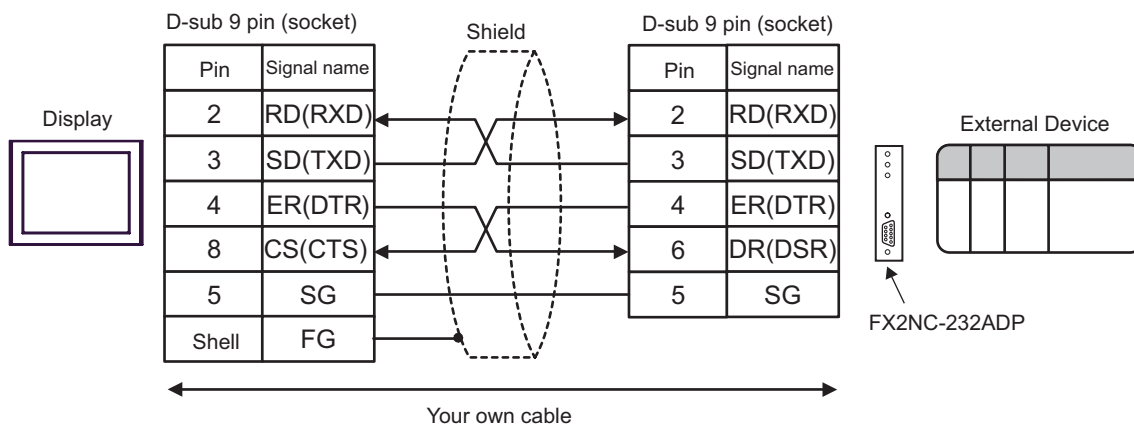 D-sub 9 pin (socket)
Shield
D-sub 9 pin (socket)
Pin Signal name
Pin Signal name
Display
2 RD(RXD)
2 RD(RXD)
External Device
3 SD(TXD)
3 SD(TXD)
4 ER(DTR)
4 ER(DTR)
8 CS(CTS)
6 DR(DSR)
5 SG
5 SG
Shell FG
FX2NC-232ADP
Your own cable